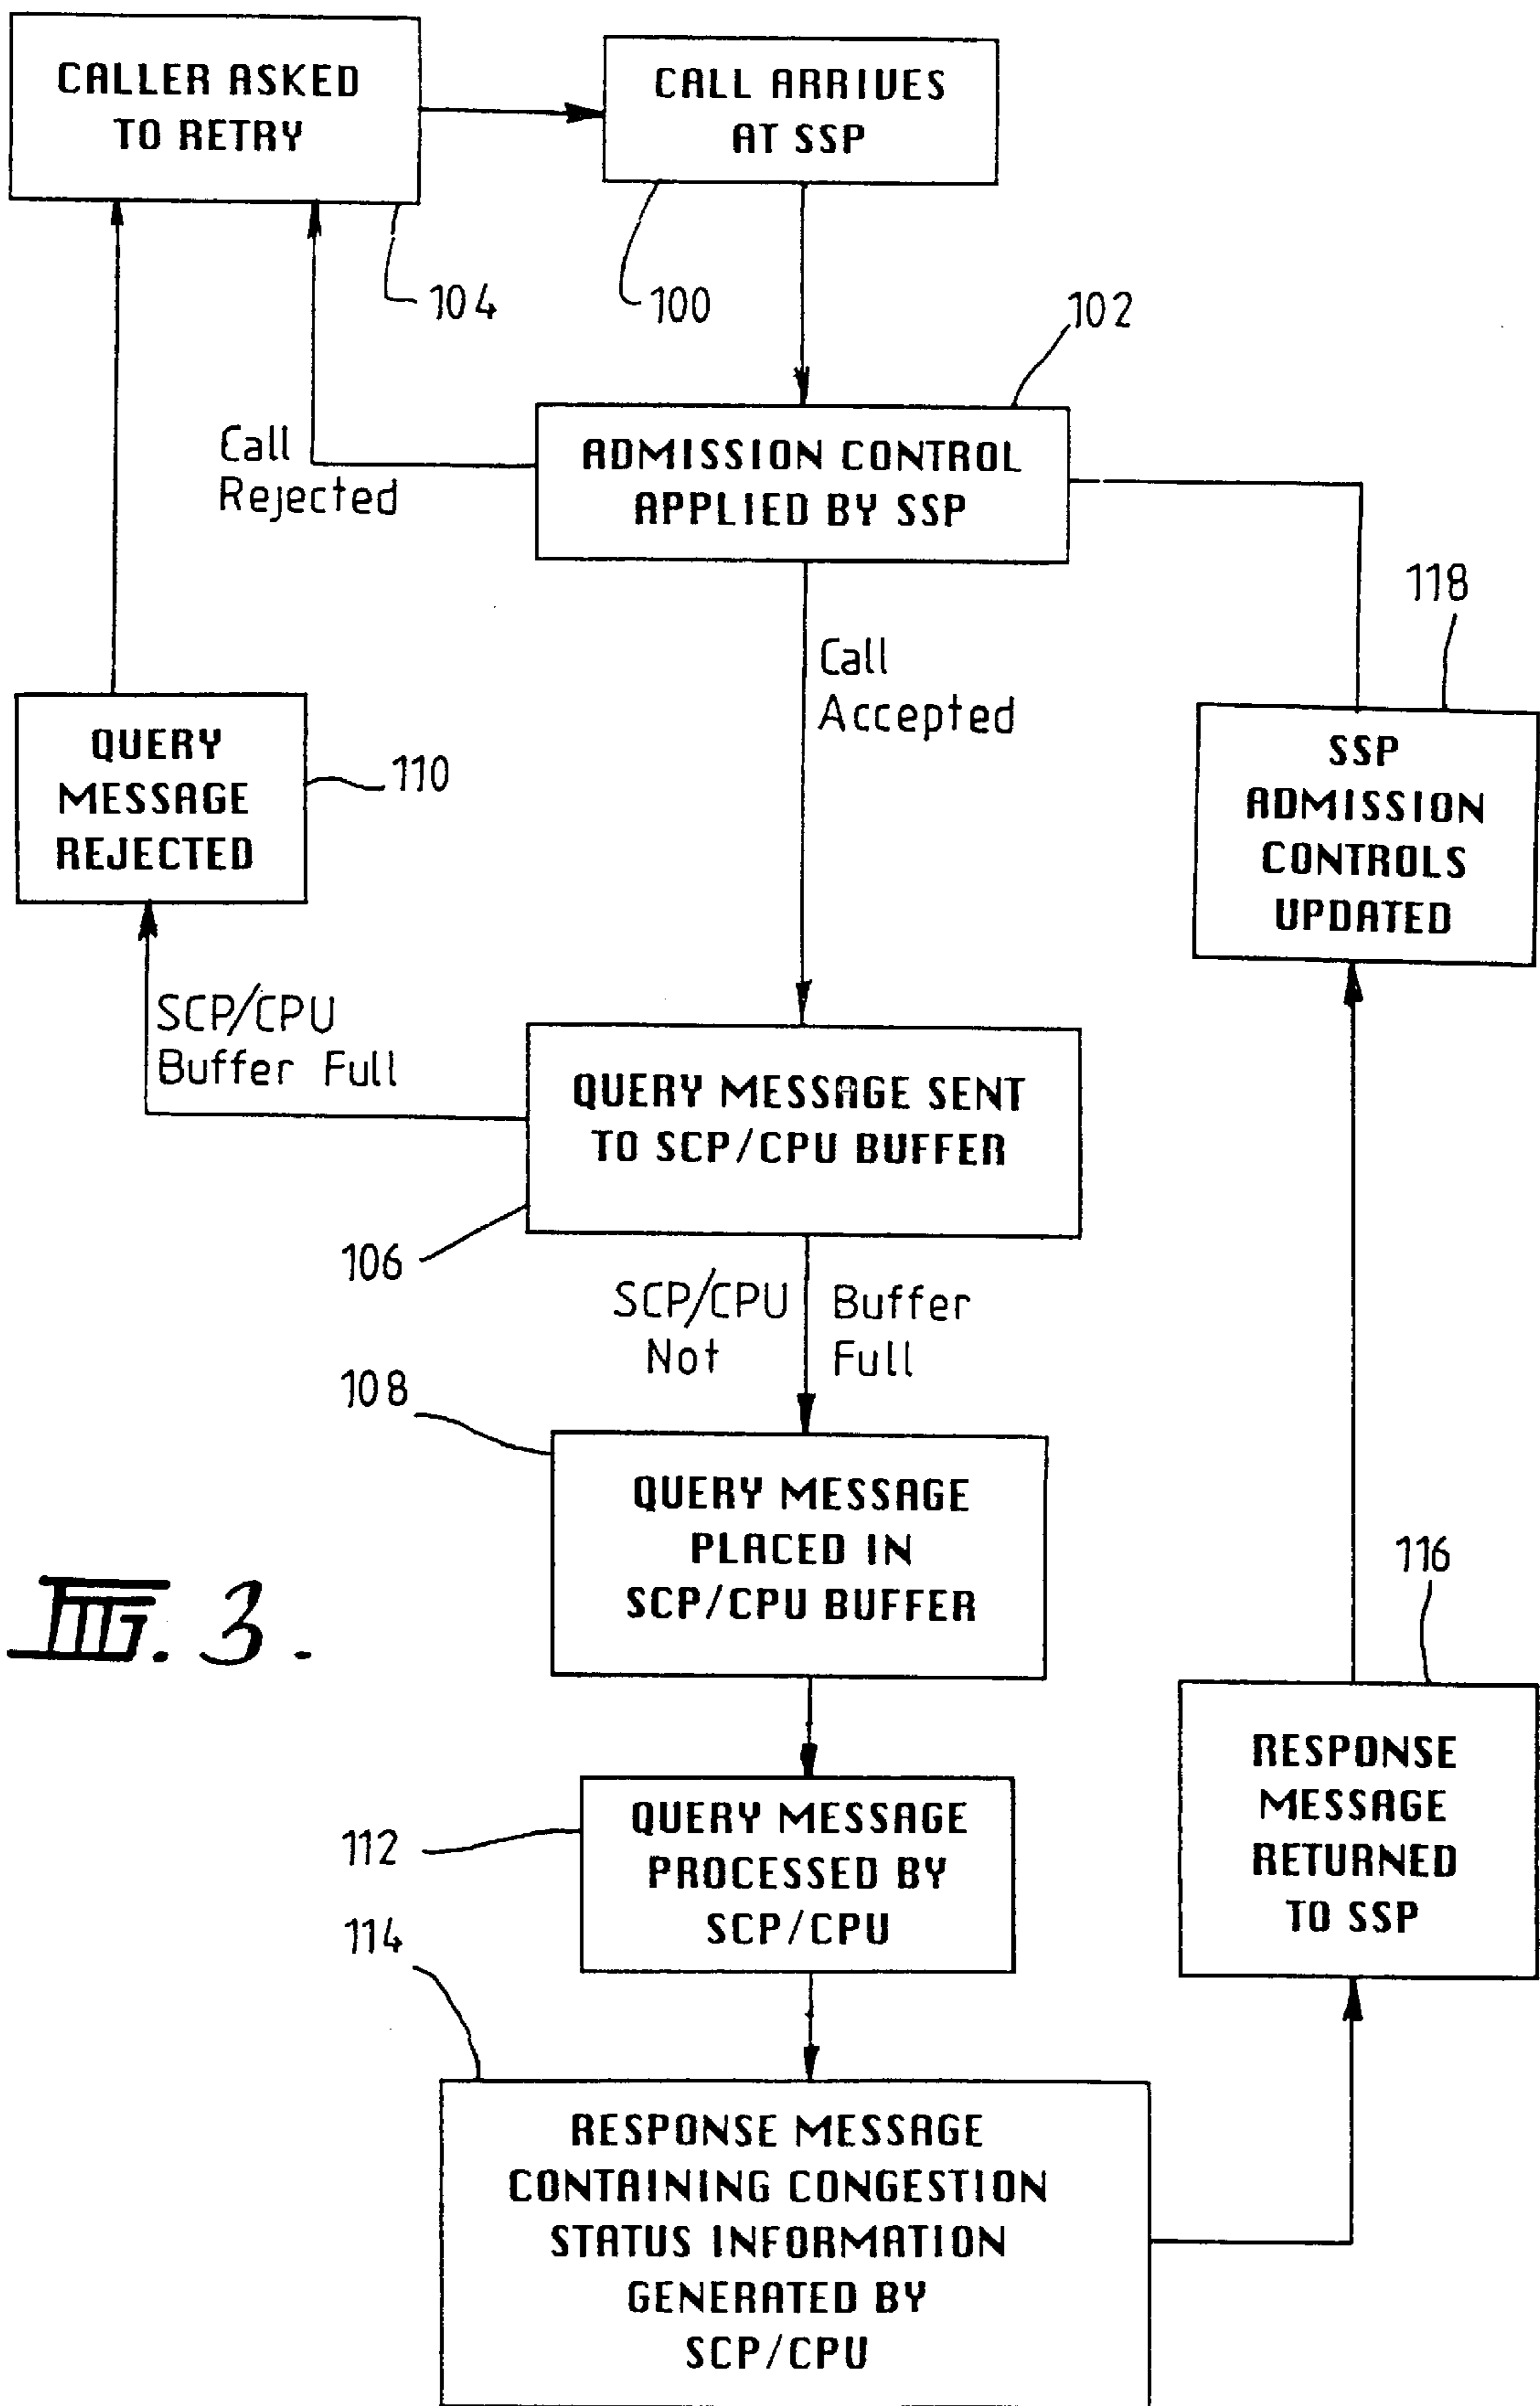 CALLER ASKED
TO RETRY
CALL ARRIVES
AT SSP
104
100
102
Call
Rejected
ADMISSION CONTROL
APPLIED BY SSP
118
Call
Accepted
QUERY
MESSAGE
REJECTED
110
SSP
ADMISSION
CONTROLS
UPDATED
SCP/CPU
Buffer Full
QUERY MESSAGE SENT
TO SCP/CPU BUFFER
106
SCP/CPU Buffer
Not Full
108
QUERY MESSAGE
PLACED IN
SCP/CPU BUFFER
116
FIG. 3.
RESPONSE
MESSAGE
RETURNED
TO SSP
112
QUERY MESSAGE
PROCESSED BY
SCP/CPU
114
RESPONSE MESSAGE
CONTAINING CONGESTION
STATUS INFORMATION
GENERATED BY
SCP/CPU